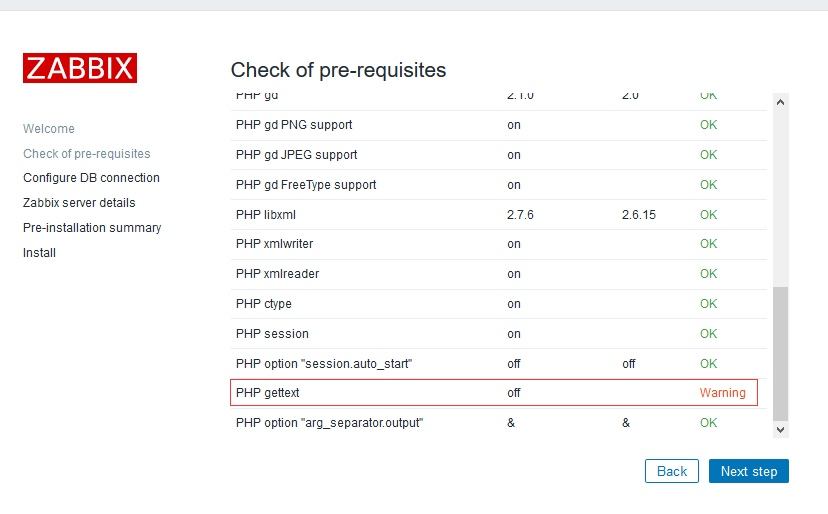 ZABBIX
Welcome
Check of pre-requisites
Configure DB connection
Zabbix server details
Pre-installation summary
Install
Check of pre-requisites
PHP gd 2.1.0 2.0 OK
PHP gd PNG support on OK
PHP gd JPEG support on OK
PHP gd FreeType support on OK
PHP libxml 2.7.6 2.6.15 OK
PHP xmlwriter on OK
PHP xmlreader on OK
PHP ctype on OK
PHP session on OK
PHP option "session.auto_start" off off OK
PHP gettext off Warning
PHP option "arg_separator.output" & & OK
Back Next step